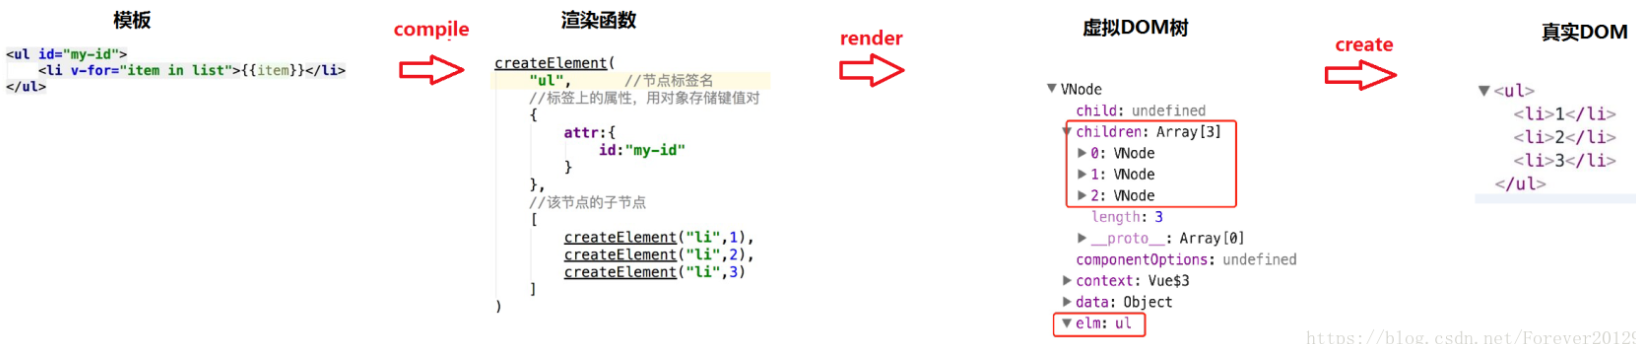 模板
<ul id="my-id">
<li v-for="item in list">{{item}}</li>
</ul>
compile
渲染函数
createElement(
"ul", //节点标签名
//标签上的属性，用对象存储键值对
{
attr:{
id:"my-id"
}
},
//该节点的子节点
[
createElement("li",1),
createElement("li",2),
createElement("li",3)
]
)
render
虚拟DOM树
▼VNode
child: undefined
▼children: Array[3]
▶0: VNode
▶1: VNode
▶2: VNode
length: 3
▶__proto__: Array[0]
componentOptions: undefined
▶context: Vue$3
▶data: Object
▼elm: ul
create
真实DOM
▼<ul>
<li>1</li>
<li>2</li>
<li>3</li>
</ul>
https://blog.csdn.net/Forever20129